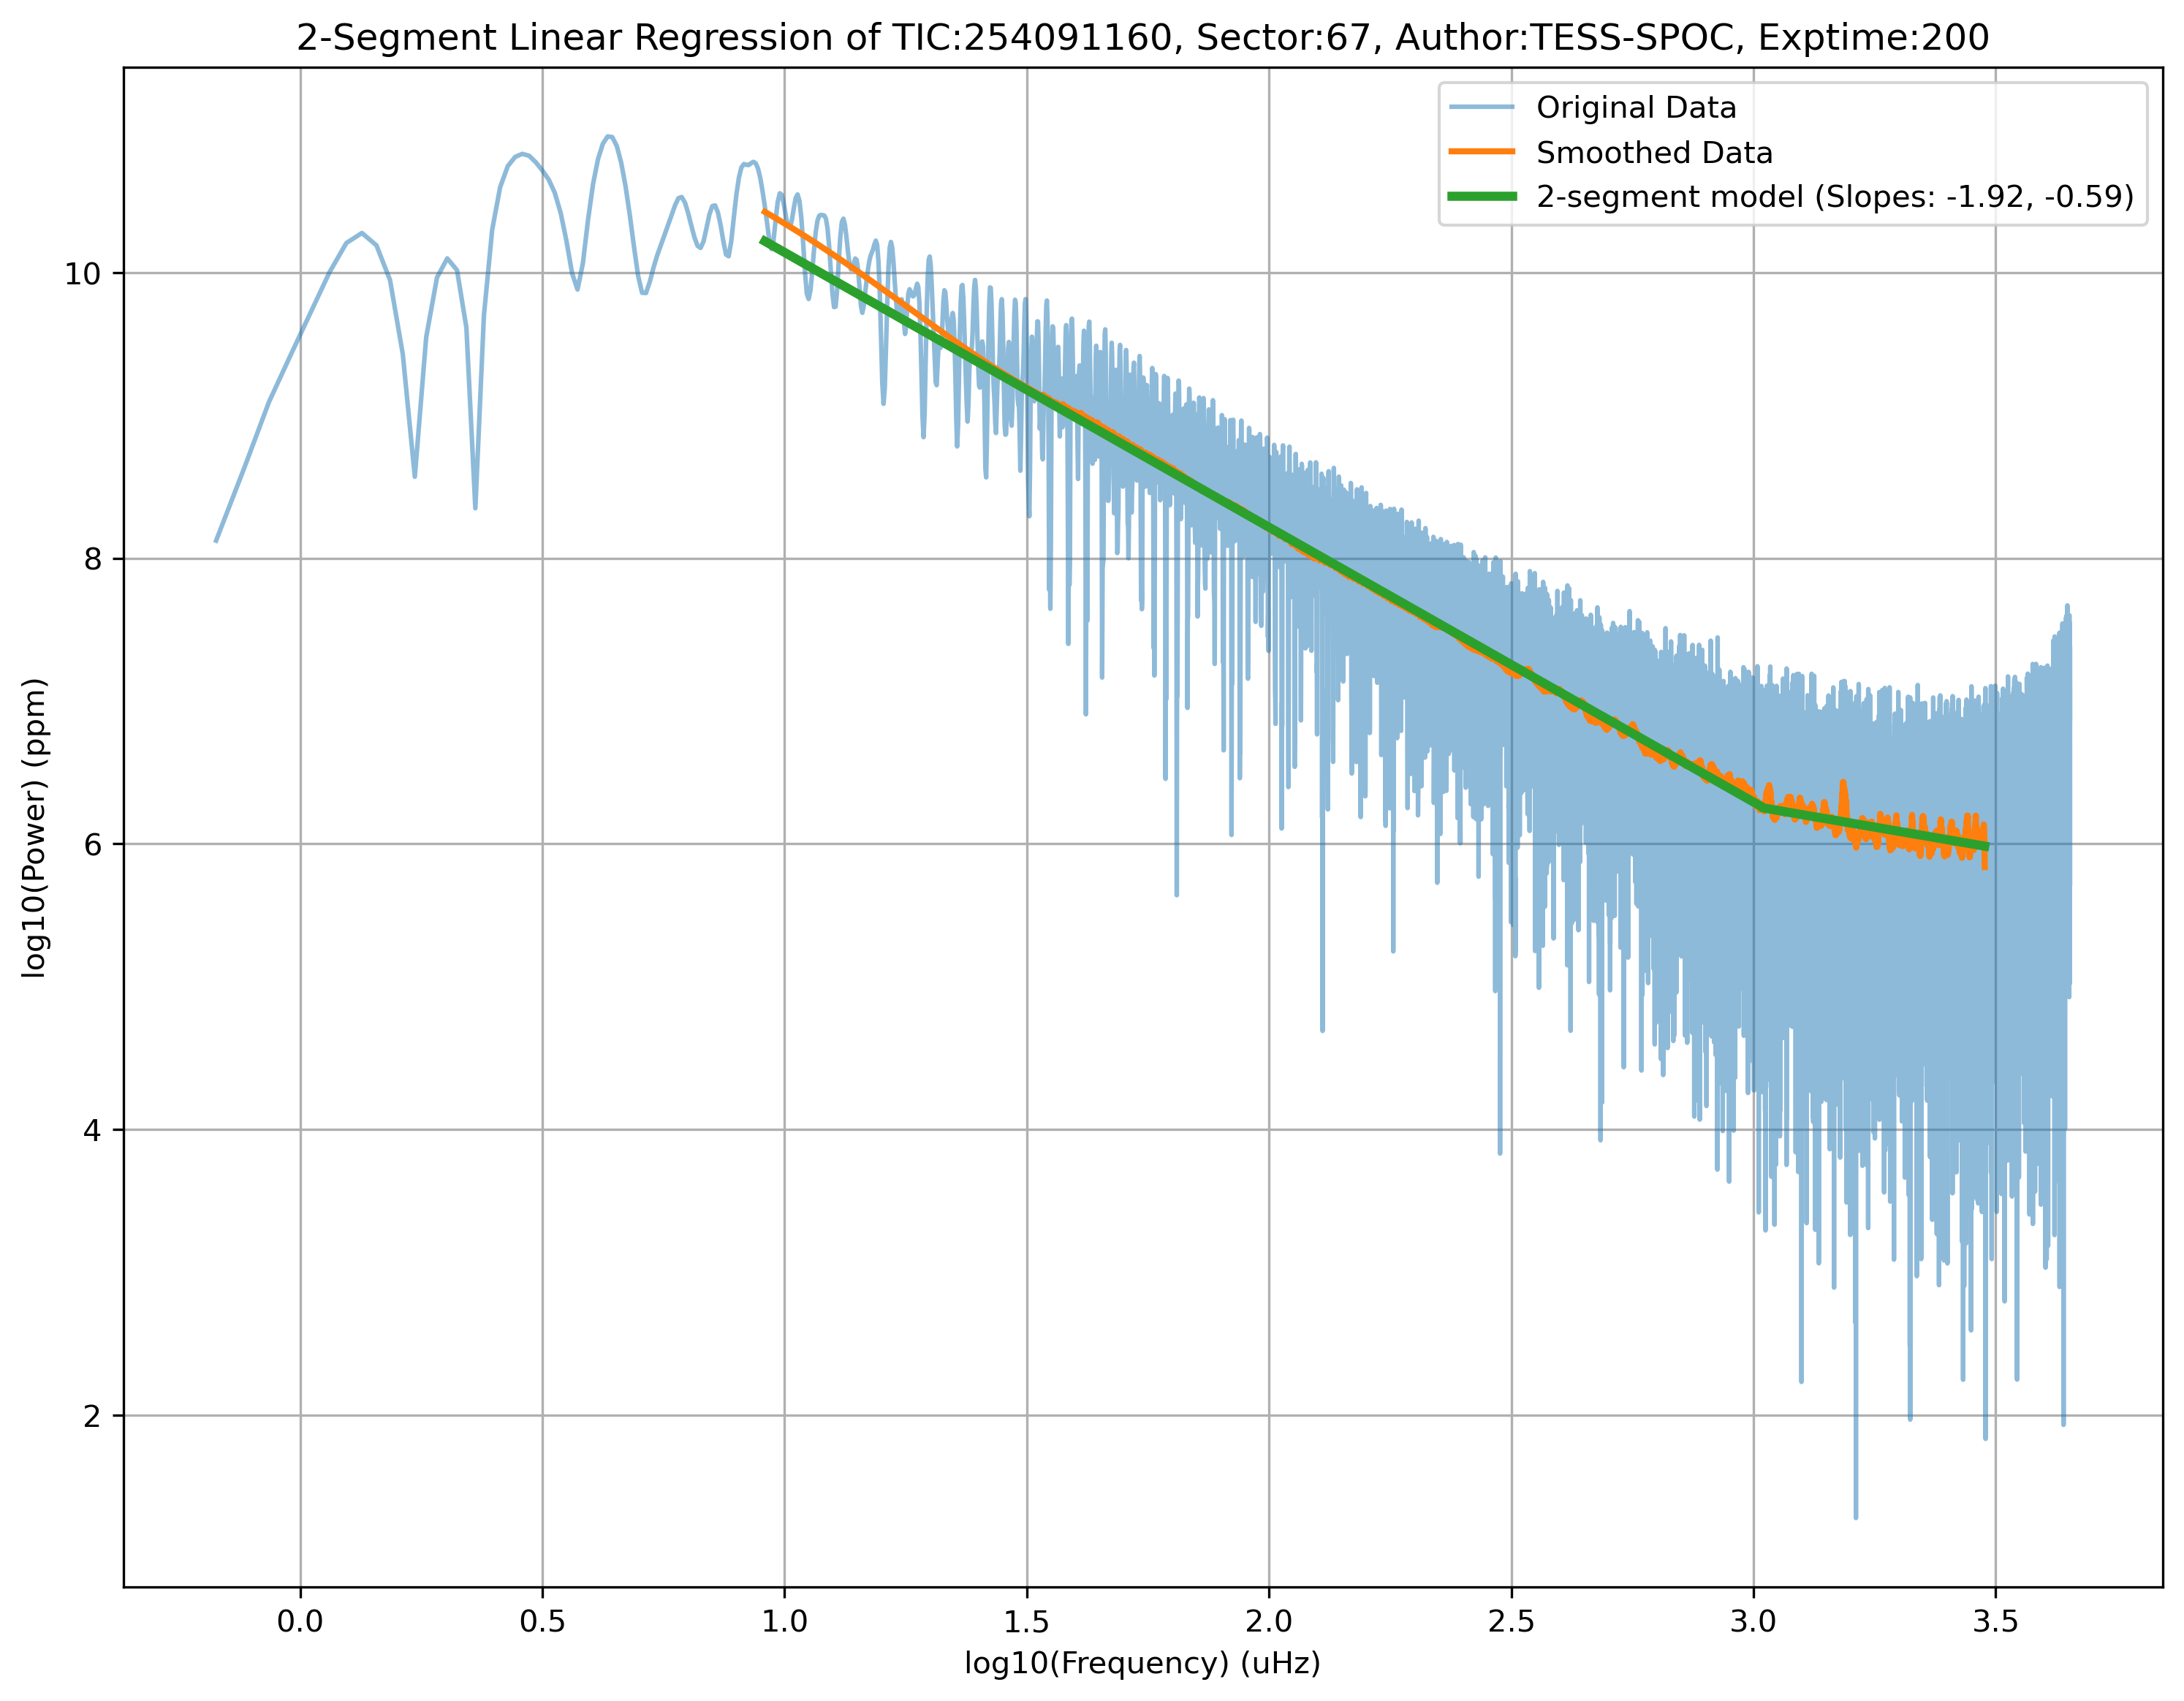 2-Segment Linear Regression of TIC:254091160, Sector:67, Author:TESS-SPOC, Exptime:200
Original Data
Smoothed Data
2-segment model (Slopes: -1.92, -0.59)
log10(Power) (ppm)
10
8
6
4
2
0.0 0.5 1.0 1.5 2.0 2.5 3.0 3.5
log10(Frequency) (uHz)